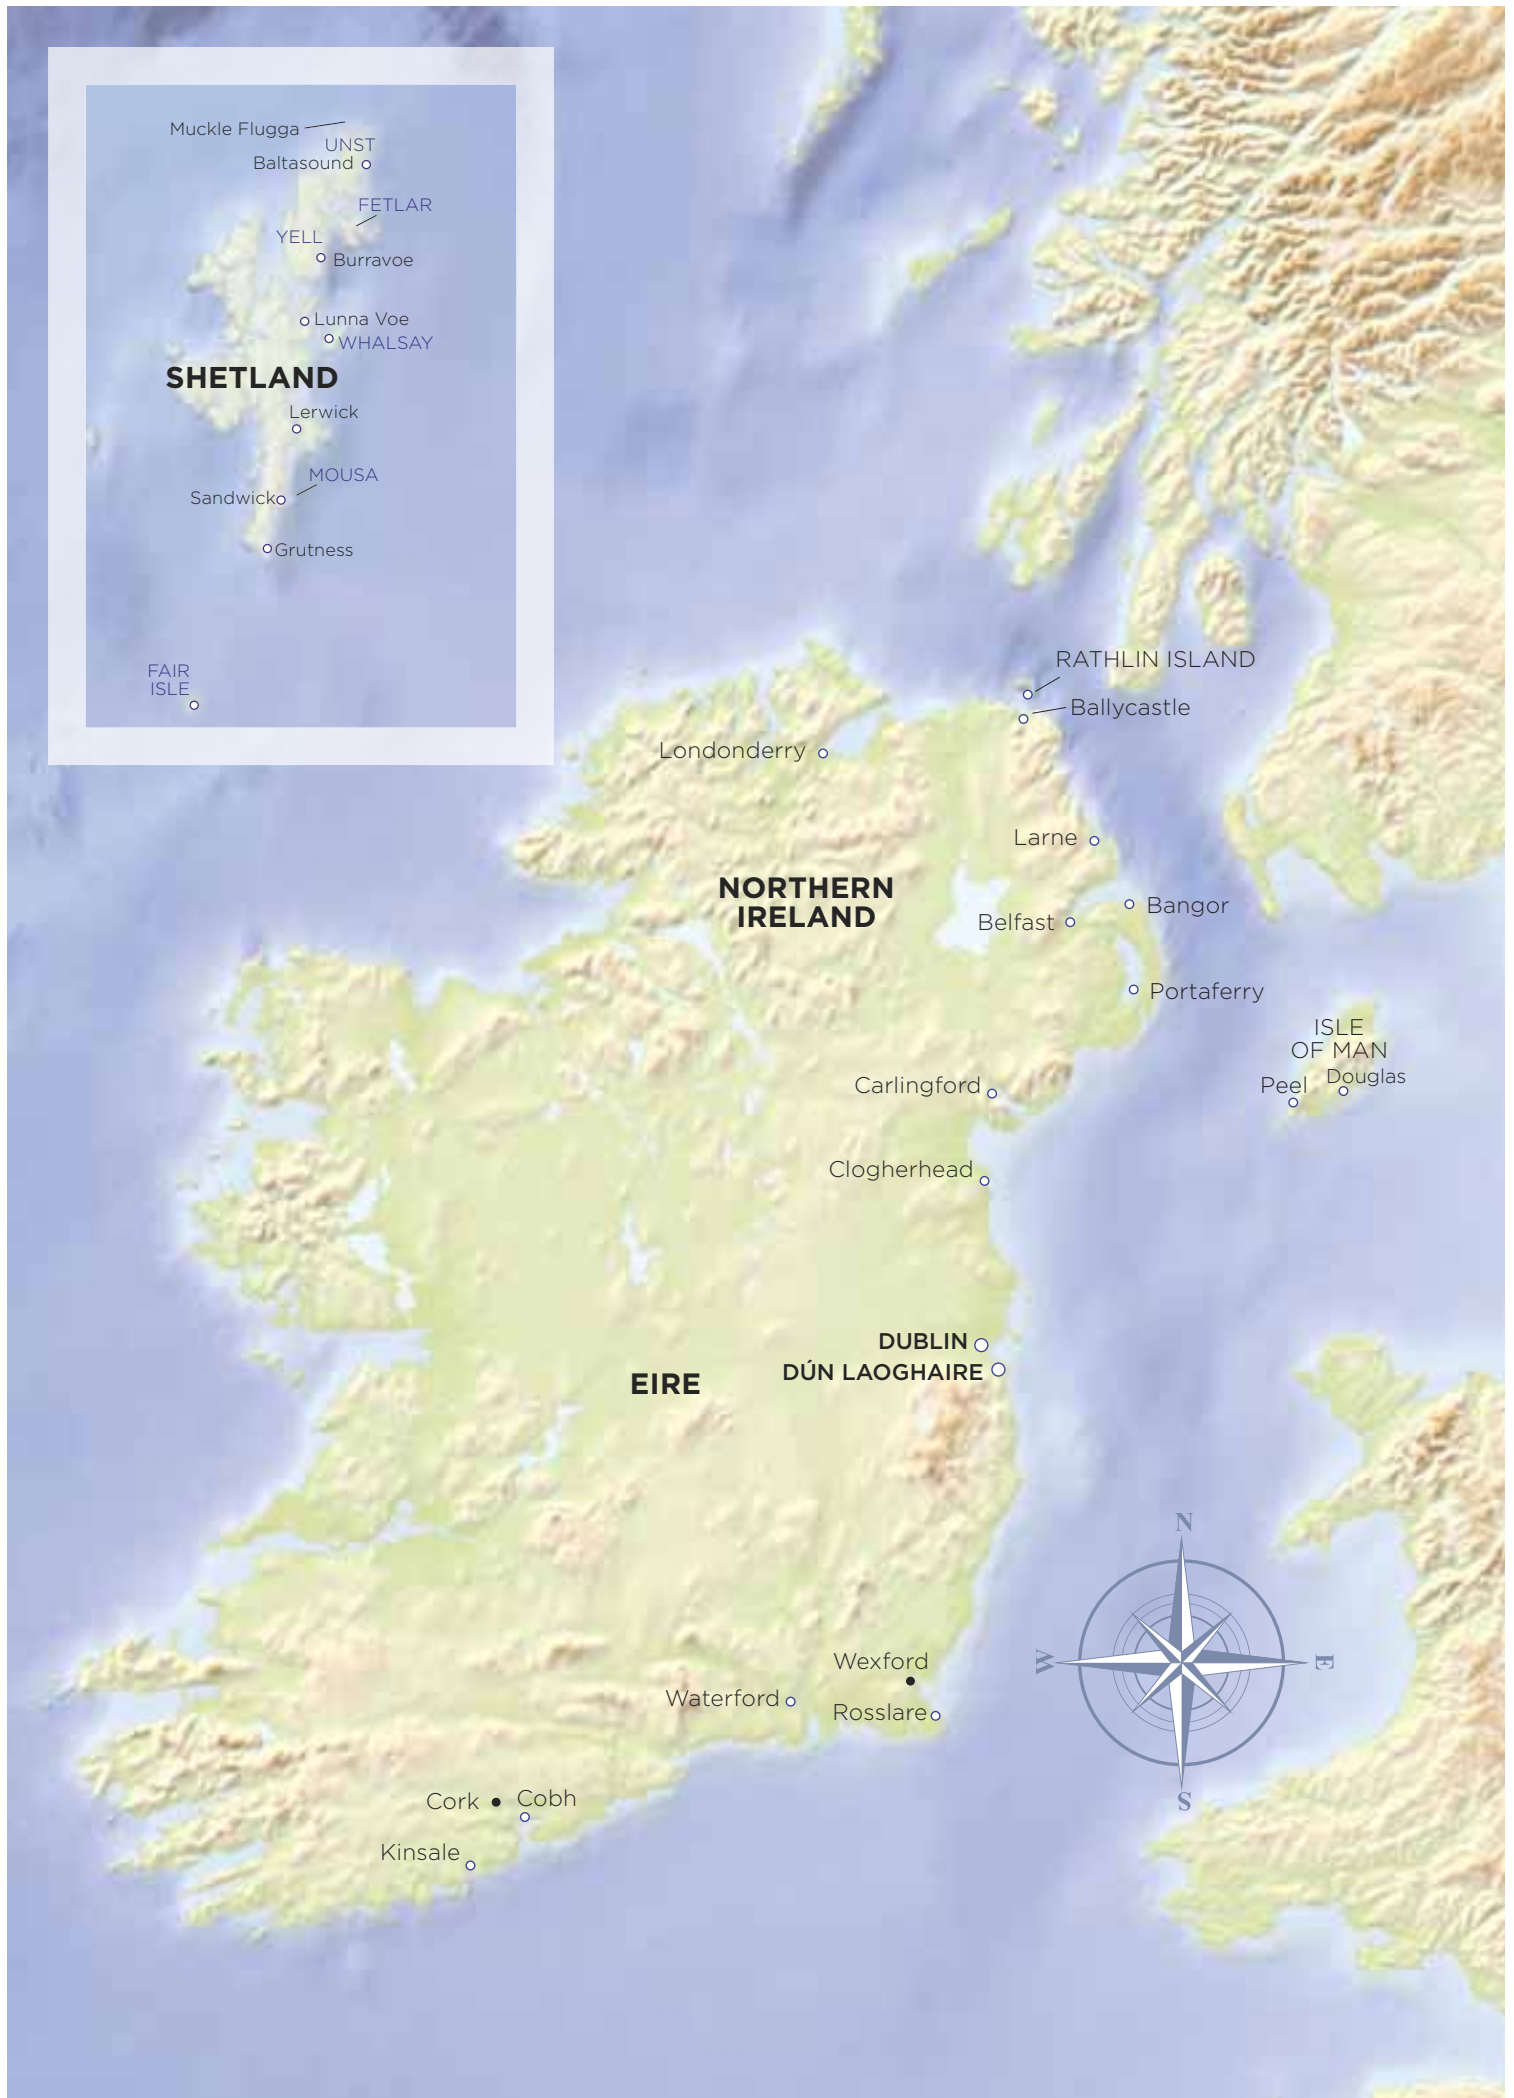 Muckle Flugga
UNST
Baltasound
FETLAR
YELL
Burravoe
Lunna Voe
WHALSAY
SHETLAND
Lerwick
MOUSA
Sandwick
Grutness
FAIR
ISLE
RATHLIN ISLAND
Ballycastle
Londonderry
Larne
NORTHERN
IRELAND
Bangor
Belfast
Portaferry
ISLE
OF MAN
Douglas
Peel
Carlingford
Clogherhead
DUBLIN
DÚN LAOGHAIRE
EIRE
N
W
E
S
Wexford
Waterford
Rosslare
Cork
Cobh
Kinsale